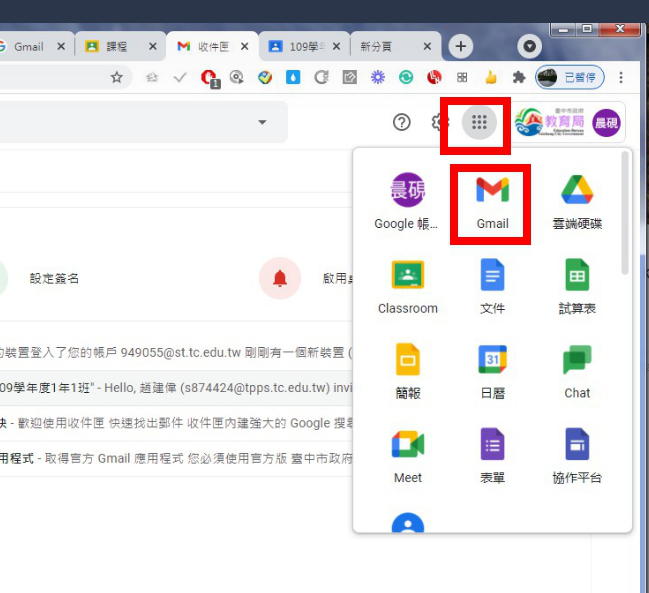 Gmail
課程
收件匣
109學
新分頁
已暫停
臺中市政府
教育局
晨硯
晨硯
Google 帳...
Gmail
雲端硬碟
設定簽名
啟用
Classroom
文件
試算表
的裝置登入了您的帳戶 949055@st.tc.edu.tw 剛剛有一個新裝置 (
09學年度1年1班" - Hello, 趙建偉 (s874424@tpps.tc.edu.tw) invi
31
簡報
日曆
Chat
- 歡迎使用收件匣 快速找出郵件 收件匣內建強大的 Google 搜尋
用程式 - 取得官方 Gmail 應用程式 您必須使用官方版 臺中市政府
Meet
表單
協作平台